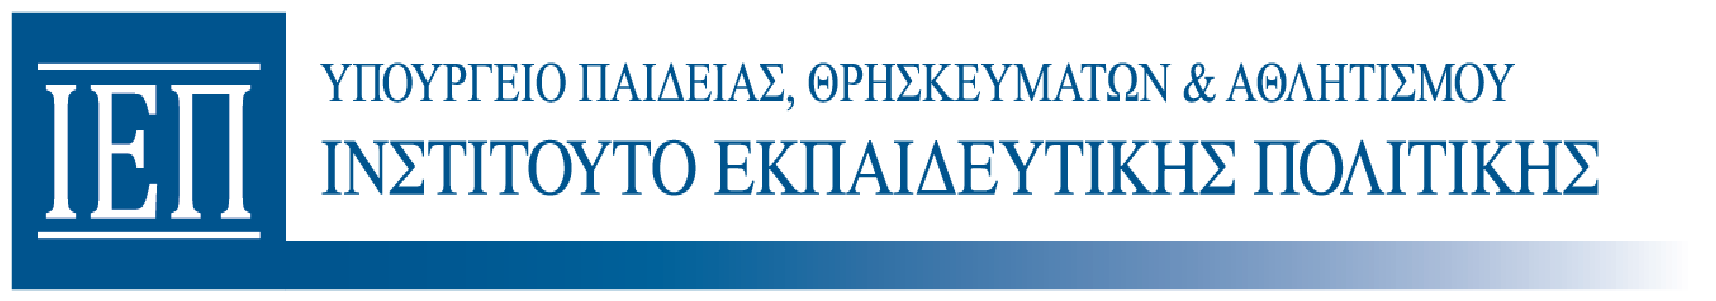 ΙΕΠ
ΥΠΟΥΡΓΕΙΟ ΠΑΙΔΕΙΑΣ, ΘΡΗΣΚΕΥΜΑΤΩΝ & ΑΘΛΗΤΙΣΜΟΥ
ΙΝΣΤΙΤΟΥΤΟ ΕΚΠΑΙΔΕΥΤΙΚΗΣ ΠΟΛΙΤΙΚΗΣ